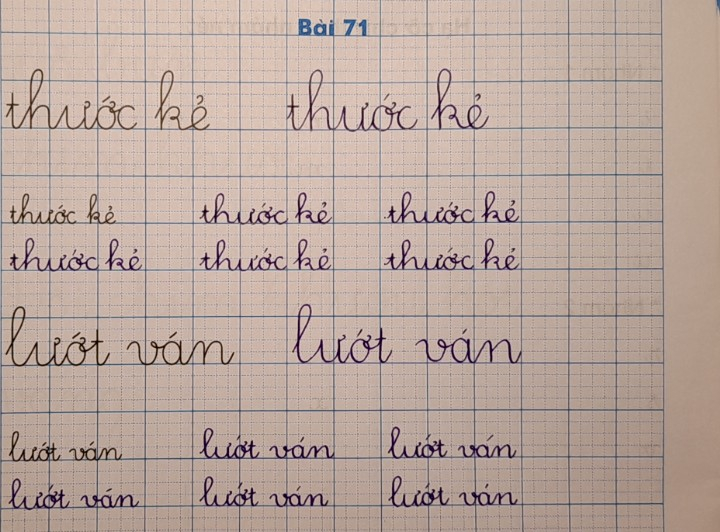 Bài 71
thước kẻ thước kẻ
thước kẻ thước kẻ thước kẻ
thước kẻ thước kẻ thước kẻ
lướt ván lướt ván
lướt ván lướt ván lướt ván
lướt ván lướt ván lướt ván